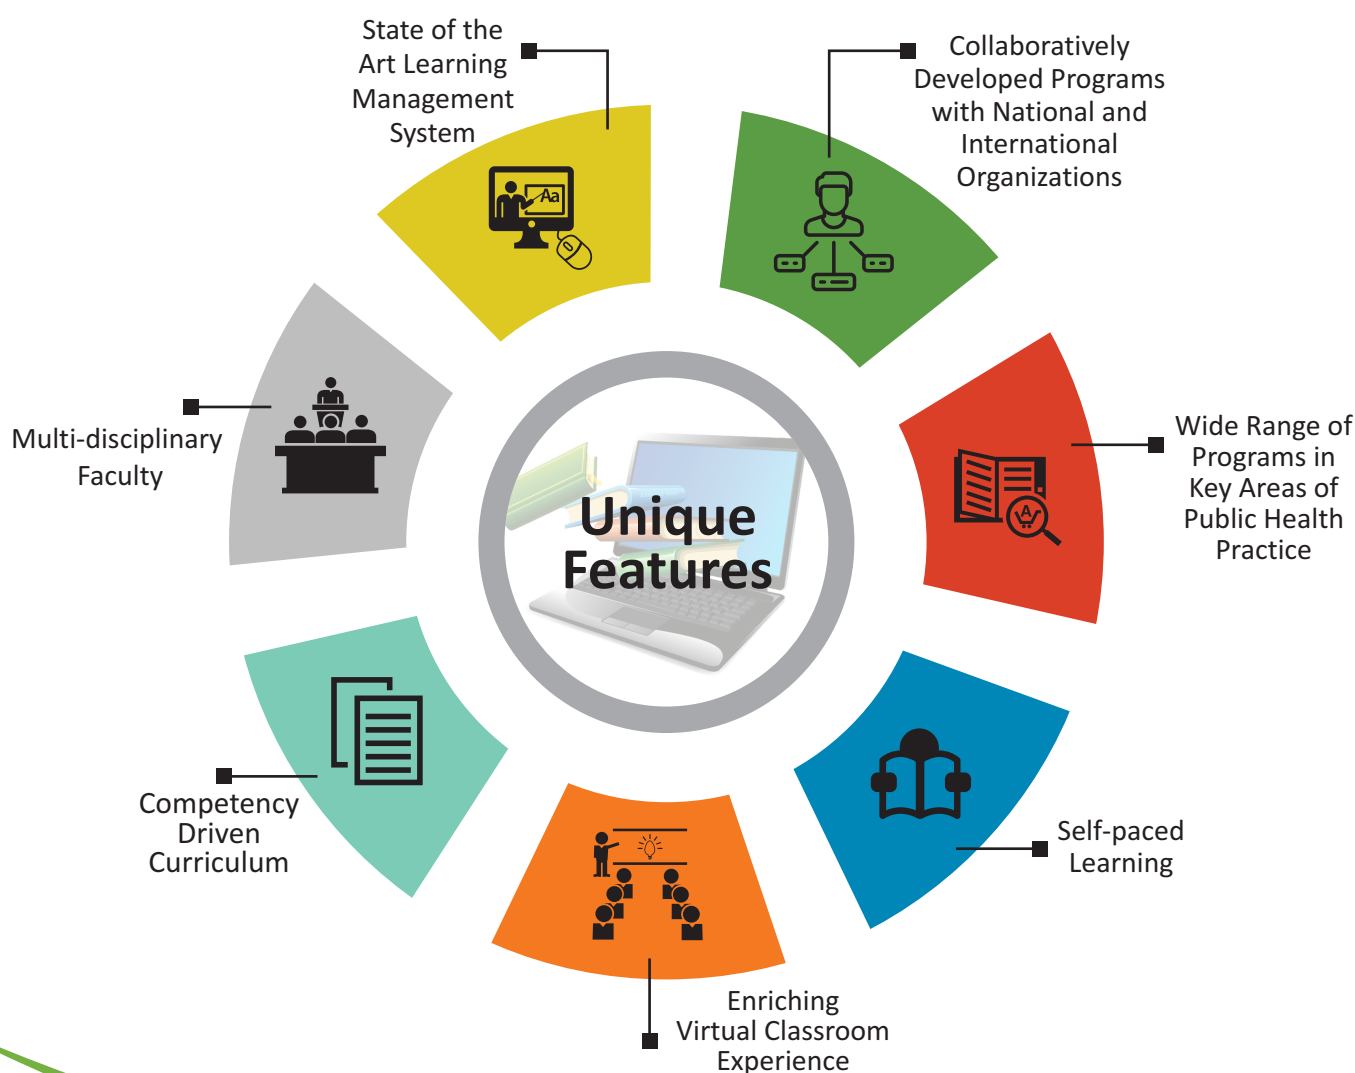 State of the
Art Learning
Management
System
Collaboratively
Developed Programs
with National and
International
Organizations
Aa
Multi-disciplinary
Faculty
Wide Range of
Programs in
Key Areas of
Public Health
Practice
A
Unique
Features
Competency
Driven
Curriculum
Self-paced
Learning
Enriching
Virtual Classroom
Experience